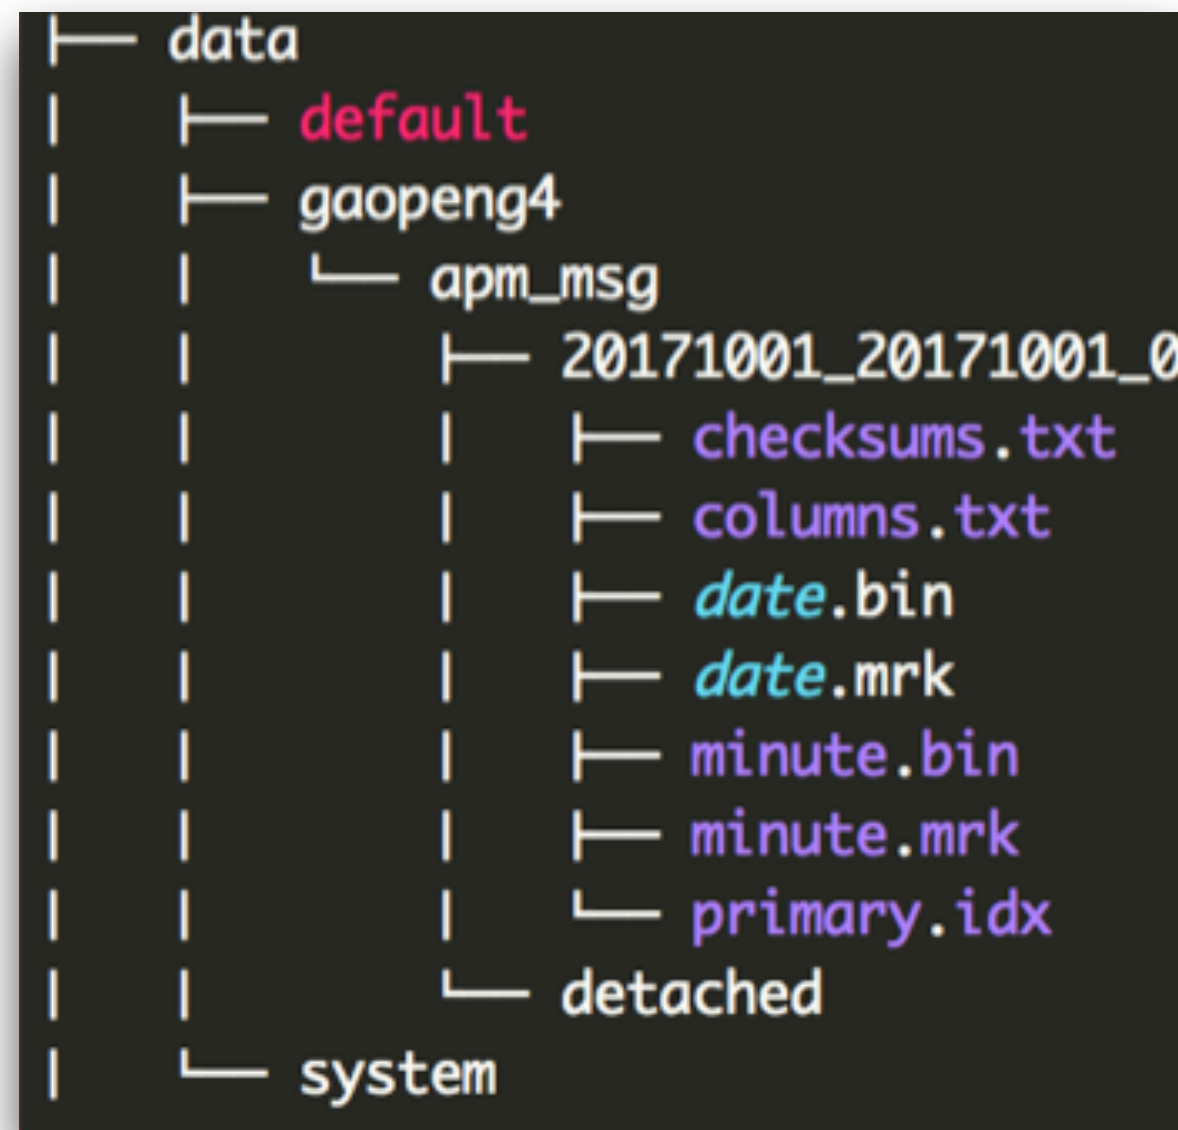 ├── data
│   ├── default
│   ├── gaopeng4
│   │   └── apm_msg
│   │       ├── 20171001_20171001_0
│   │       │   ├── checksums.txt
│   │       │   ├── columns.txt
│   │       │   ├── date.bin
│   │       │   ├── date.mrk
│   │       │   ├── minute.bin
│   │       │   ├── minute.mrk
│   │       │   └── primary.idx
│   │       └── detached
│   └── system